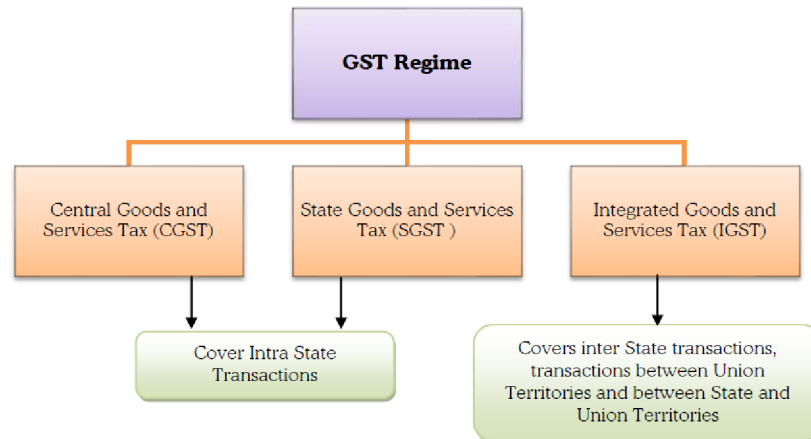 GST Regime
Central Goods and
Services Tax (CGST)
State Goods and Services
Tax (SGST )
Integrated Goods and
Services Tax (IGST)
Cover Intra State
Transactions
Covers inter State transactions,
transactions between Union
Territories and between State and
Union Territories